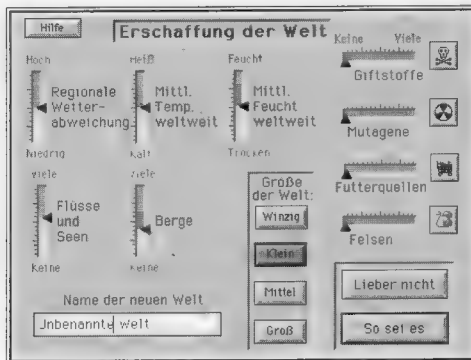 Hilfe
Erschaffung der Welt
Keine Viele
Giftstoffe
Hoch
Heiß
Feucht
Regionale
Wetter-
abweichung
Mittl.
Temp.
weltweit
Mittl.
Feucht
weltweit
Mutagene
Niedrig
Kalt
Trocken
Futterquellen
Viele
Viele
Flüsse
und
Seen
Berge
Felsen
Keine
Keine
Größe
der Welt:
Winzig
Klein
Mittel
Groß
Name der neuen Welt
Unbenannte Welt
Lieber nicht
So sei es